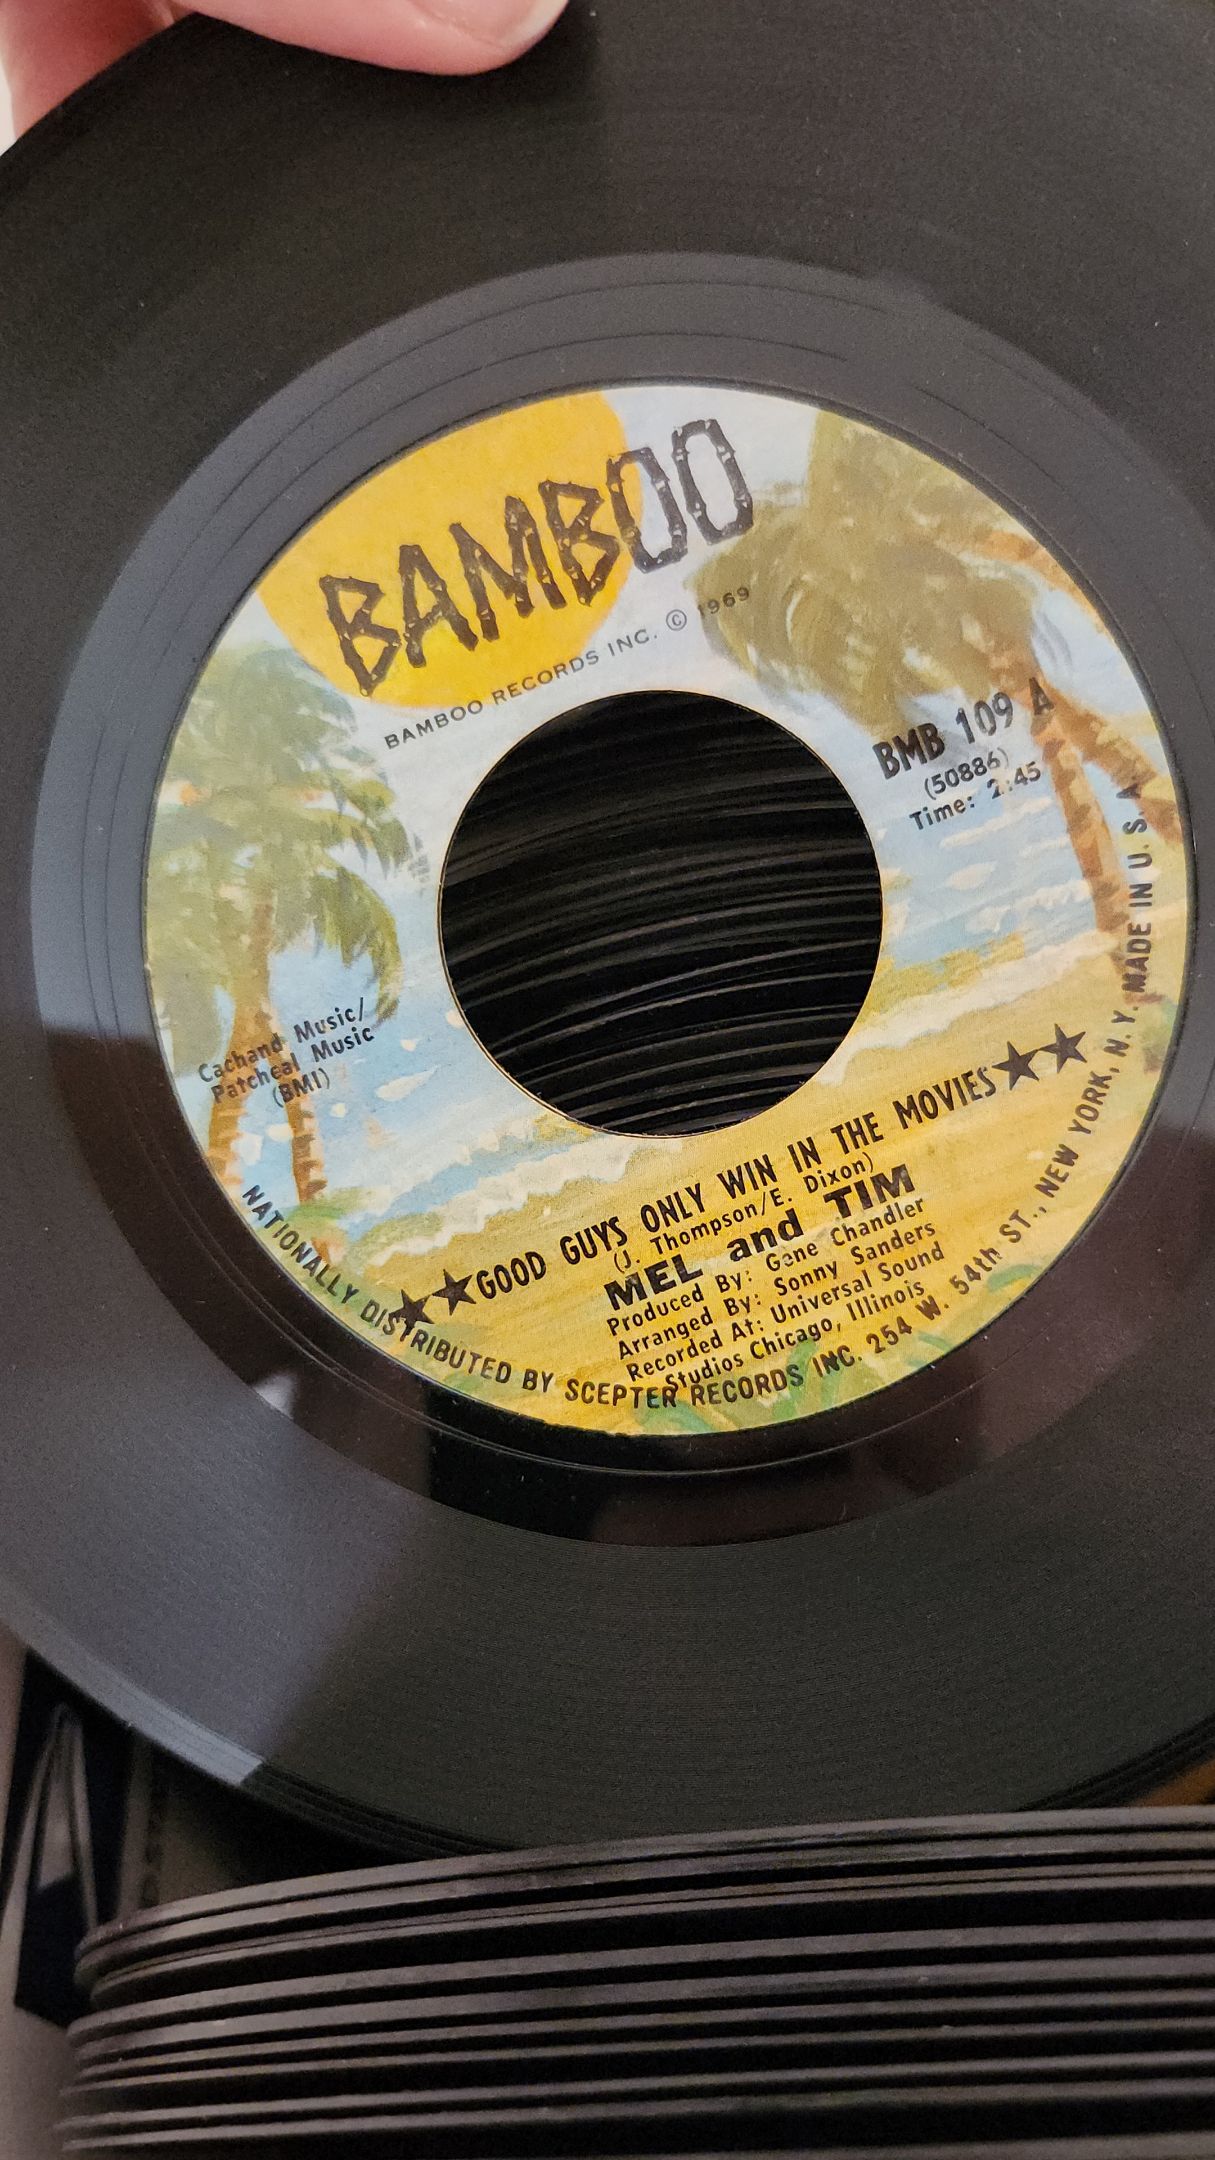 BAMBOO
BAMBOO RECORDS INC. © 1969
BMB 109 A
(50886)
Time: 2:45
Cachand Music/
Patcheal Music
(BMI)
★★GOOD GUYS ONLY WIN IN THE MOVIES★★
(J. Thompson/E. Dixon)
MEL and TIM
Produced By: Gene Chandler
Arranged By: Sonny Sanders
Recorded At: Universal Sound
Studios Chicago, Illinois
NATIONALLY DISTRIBUTED BY SCEPTER RECORDS INC. 254 W. 54th ST., NEW YORK, N.Y. MADE IN U.S.A.